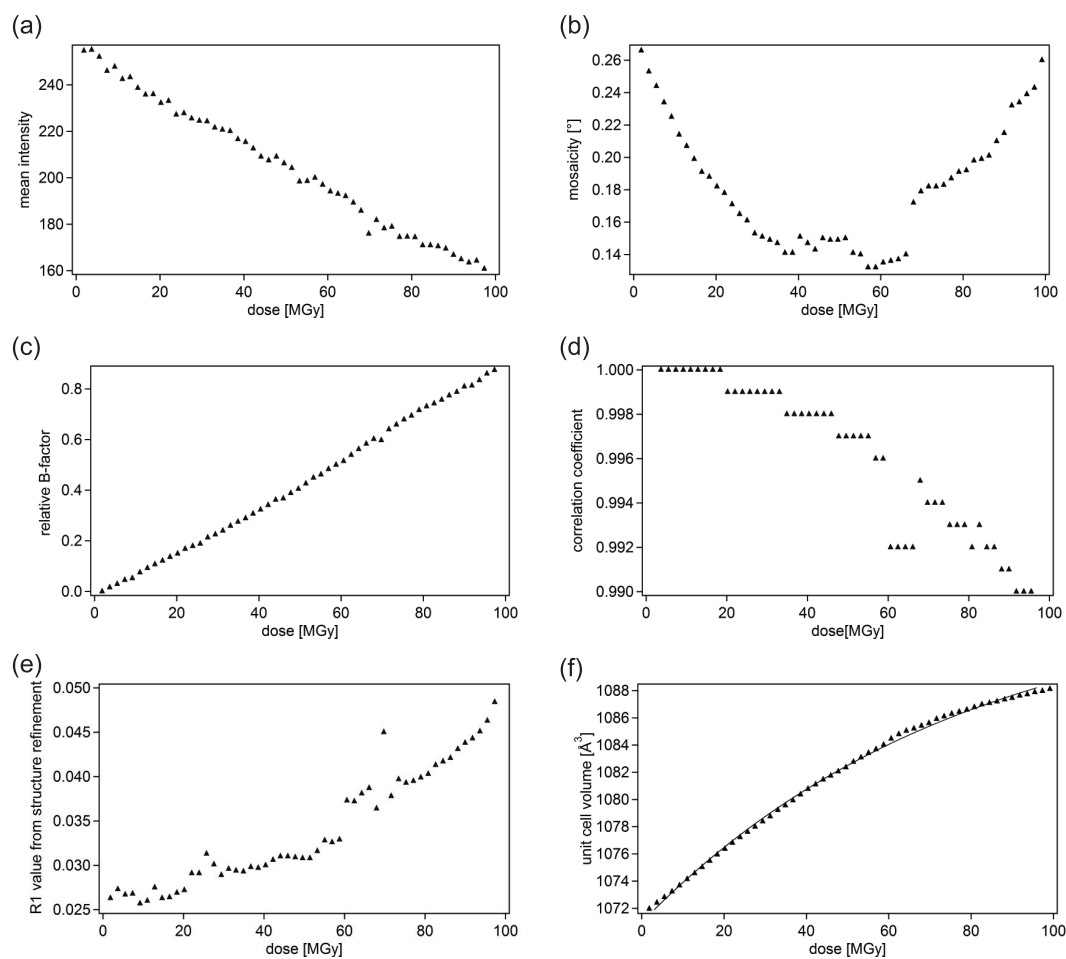 (a)
240
220
200
180
160
mean intensity
0 20 40 60 80 100
dose [MGy]
(b)
0.26
0.24
0.22
0.20
0.18
0.16
0.14
mosaicity [°]
0 20 40 60 80 100
dose [MGy]
(c)
0.8
0.6
0.4
0.2
0.0
relative B-factor
0 20 40 60 80 100
dose [MGy]
(d)
1.000
0.998
0.996
0.994
0.992
0.990
correlation coefficient
0 20 40 60 80 100
dose[MGy]
(e)
0.050
0.045
0.040
0.035
0.030
0.025
R1 value from structure refinement
0 20 40 60 80 100
dose [MGy]
(f)
1088
1086
1084
1082
1080
1078
1076
1074
1072
unit cell volume [Å³]
0 20 40 60 80 100
dose [MGy]